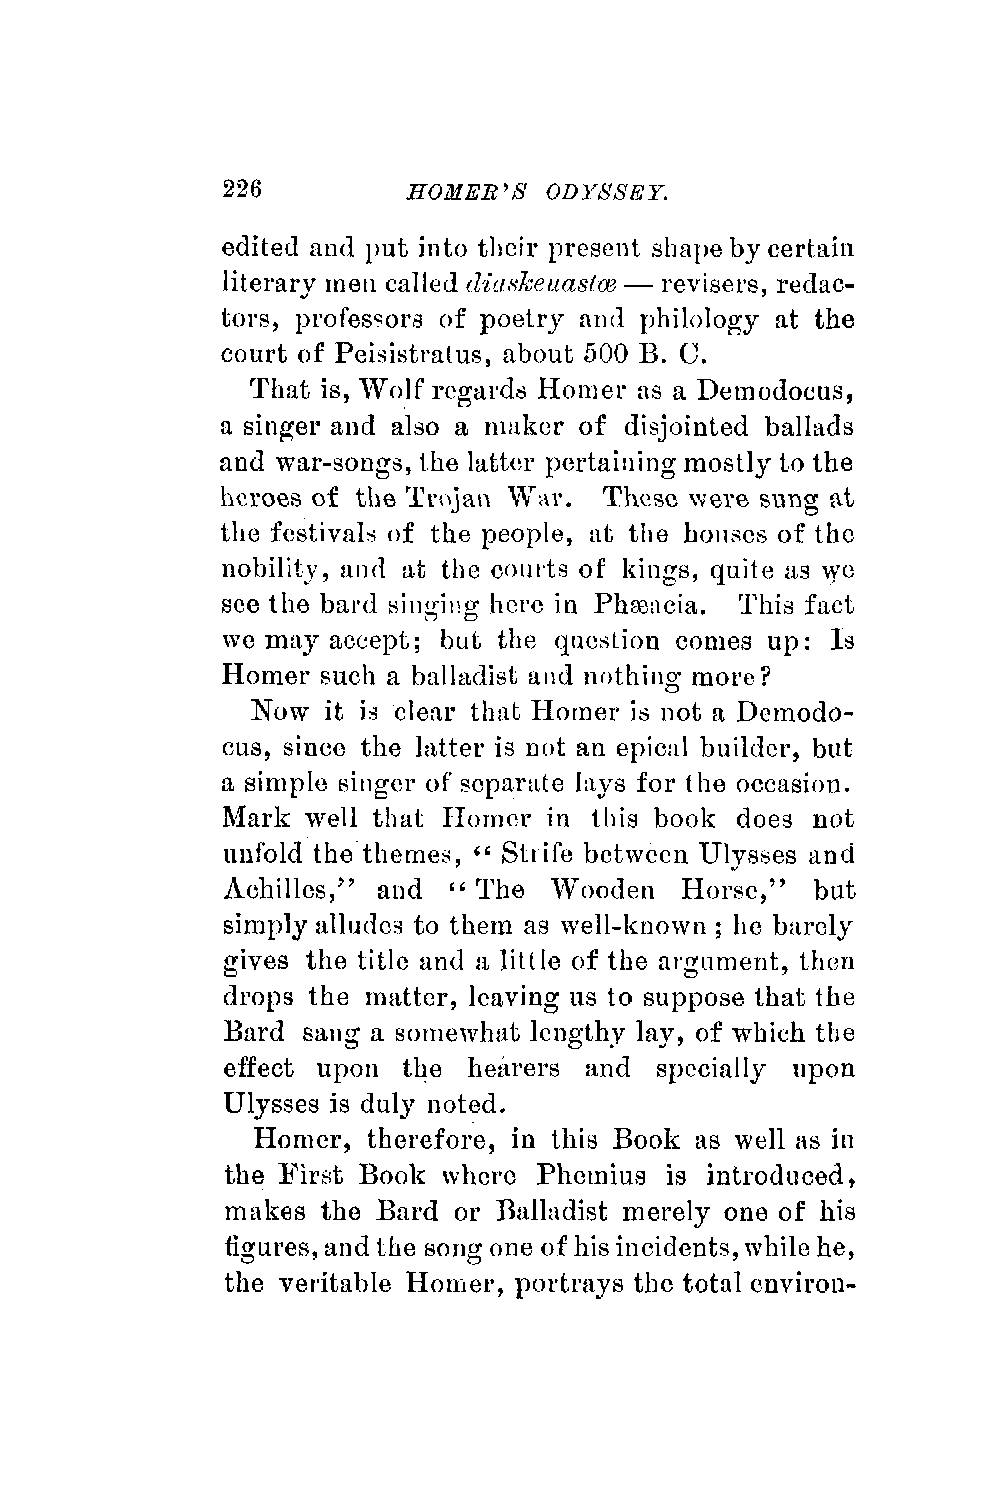 226 HOMER'S ODYSSEY.
edited and put into their present shape by certain
literary men called diaskeuastœ — revisers, redac-
tors, professors of poetry and philology at the
court of Peisistratus, about 500 B. C.
That is, Wolf regards Homer as a Demodocus,
a singer and also a maker of disjointed ballads
and war-songs, the latter pertaining mostly to the
heroes of the Trojan War. These were sung at
the festivals of the people, at the houses of the
nobility, and at the courts of kings, quite as we
see the bard singing here in Phæacia. This fact
we may accept; but the question comes up: Is
Homer such a balladist and nothing more?
Now it is clear that Homer is not a Demodo-
cus, since the latter is not an epical builder, but
a simple singer of separate lays for the occasion.
Mark well that Homer in this book does not
unfold the themes, " Strife between Ulysses and
Achilles," and " The Wooden Horse," but
simply alludes to them as well-known ; he barely
gives the title and a little of the argument, then
drops the matter, leaving us to suppose that the
Bard sang a somewhat lengthy lay, of which the
effect upon the hearers and specially upon
Ulysses is duly noted.
Homer, therefore, in this Book as well as in
the First Book where Phemius is introduced,
makes the Bard or Balladist merely one of his
figures, and the song one of his incidents, while he,
the veritable Homer, portrays the total environ-